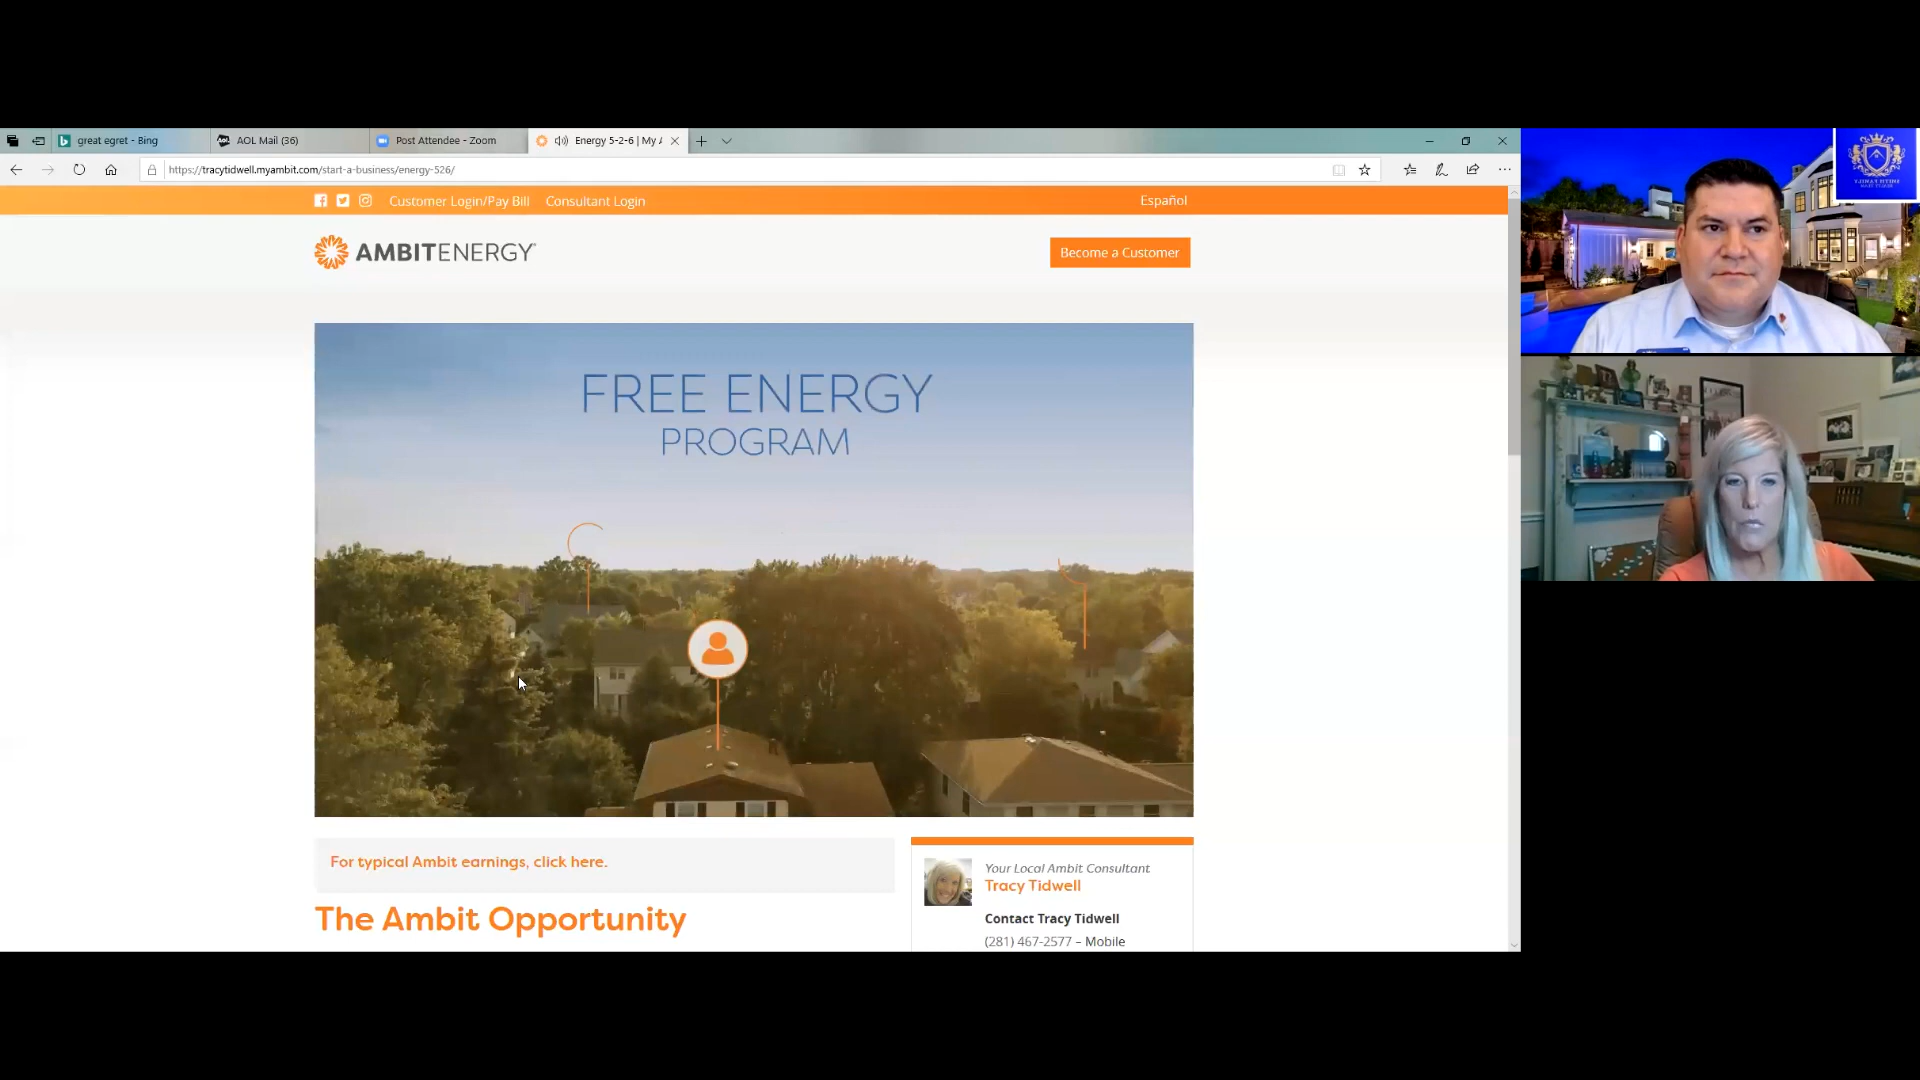 great egret - Bing
AOL Mail (36)
Post Attendee - Zoom
Energy 5-2-6 | My A
https://tracytidwell.myambit.com/start-a-business/energy-526/
Customer Login/Pay Bill
Consultant Login
Español
AMBITENERGY
Become a Customer
FREE ENERGY
PROGRAM
For typical Ambit earnings, click here.
The Ambit Opportunity
Your Local Ambit Consultant
Tracy Tidwell
Contact Tracy Tidwell
(281) 467-2577 – Mobile